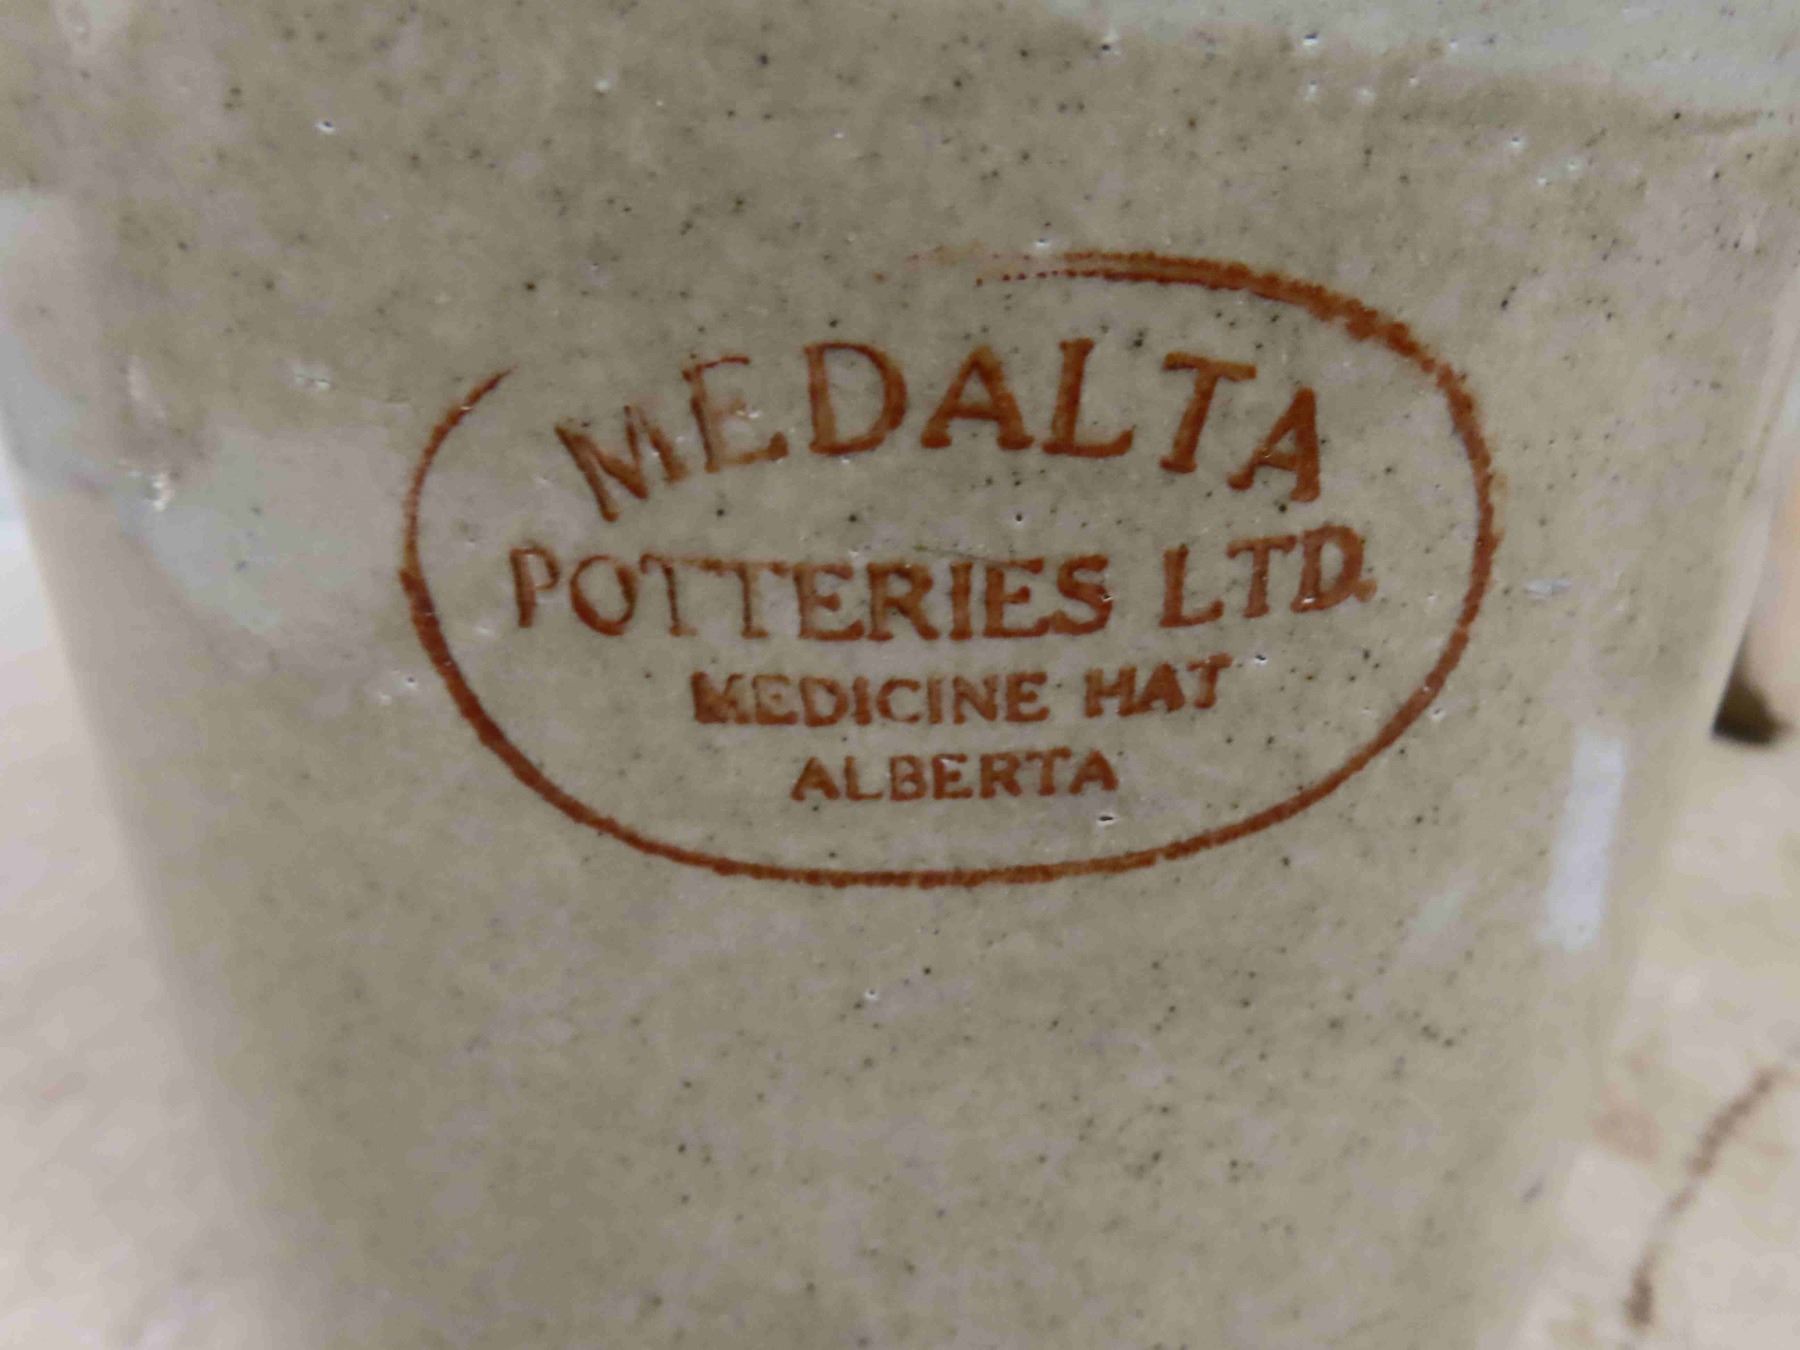 MEDALTA
POTTERIES LTD.
MEDICINE HAT
ALBERTA